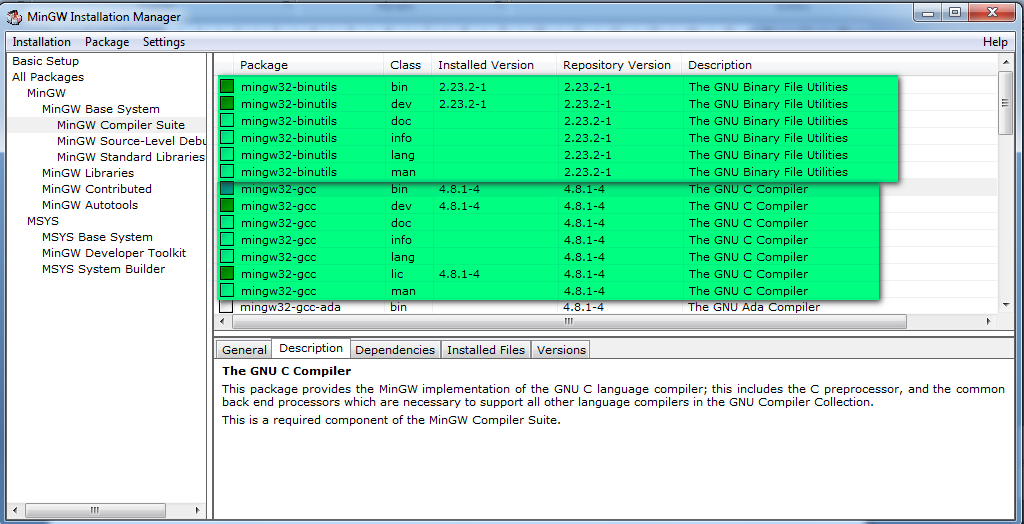 MinGW Installation Manager
Installation Package Settings Help
Basic Setup
All Packages
MinGW
MinGW Base System
MinGW Compiler Suite
MinGW Source-Level Debu
MinGW Standard Libraries
MinGW Libraries
MinGW Contributed
MinGW Autotools
MSYS
MSYS Base System
MinGW Developer Toolkit
MSYS System Builder
Package Class Installed Version Repository Version Description
mingw32-binutils bin 2.23.2-1 2.23.2-1 The GNU Binary File Utilities
mingw32-binutils dev 2.23.2-1 2.23.2-1 The GNU Binary File Utilities
mingw32-binutils doc 2.23.2-1 The GNU Binary File Utilities
mingw32-binutils info 2.23.2-1 The GNU Binary File Utilities
mingw32-binutils lang 2.23.2-1 The GNU Binary File Utilities
mingw32-binutils man 2.23.2-1 The GNU Binary File Utilities
mingw32-gcc bin 4.8.1-4 4.8.1-4 The GNU C Compiler
mingw32-gcc dev 4.8.1-4 4.8.1-4 The GNU C Compiler
mingw32-gcc doc 4.8.1-4 The GNU C Compiler
mingw32-gcc info 4.8.1-4 The GNU C Compiler
mingw32-gcc lang 4.8.1-4 The GNU C Compiler
mingw32-gcc lic 4.8.1-4 4.8.1-4 The GNU C Compiler
mingw32-gcc man 4.8.1-4 The GNU C Compiler
mingw32-gcc-ada bin 4.8.1-4 The GNU Ada Compiler
General Description Dependencies Installed Files Versions
The GNU C Compiler
This package provides the MinGW implementation of the GNU C language compiler; this includes the C preprocessor, and the common
back end processors which are necessary to support all other language compilers in the GNU Compiler Collection.
This is a required component of the MinGW Compiler Suite.